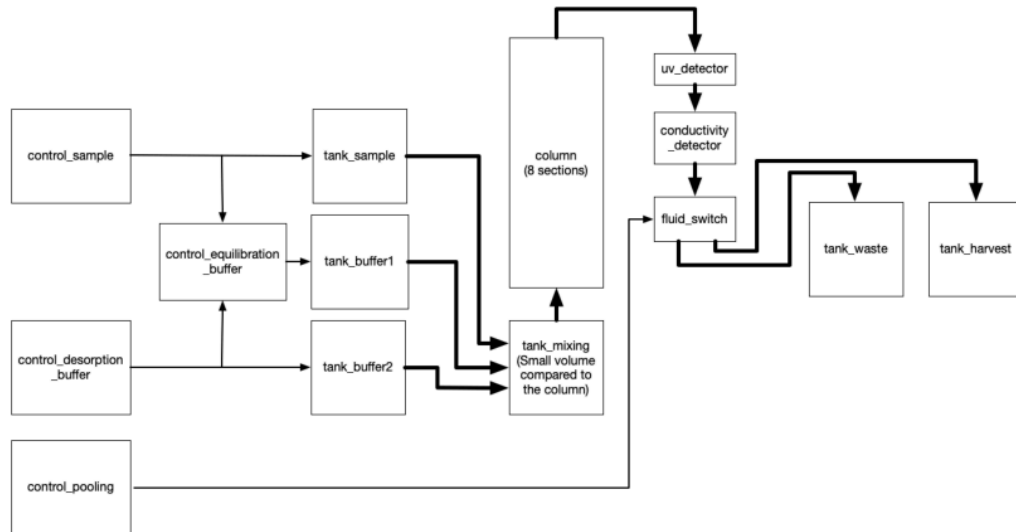 uv_detector
control_sample
tank_sample
column
(8 sections)
conductivity
_detector
fluid_switch
control_equilibration
_buffer
tank_buffer1
tank_waste
tank_harvest
control_desorption
_buffer
tank_buffer2
tank_mixing
(Small volume
compared to
the column)
control_pooling